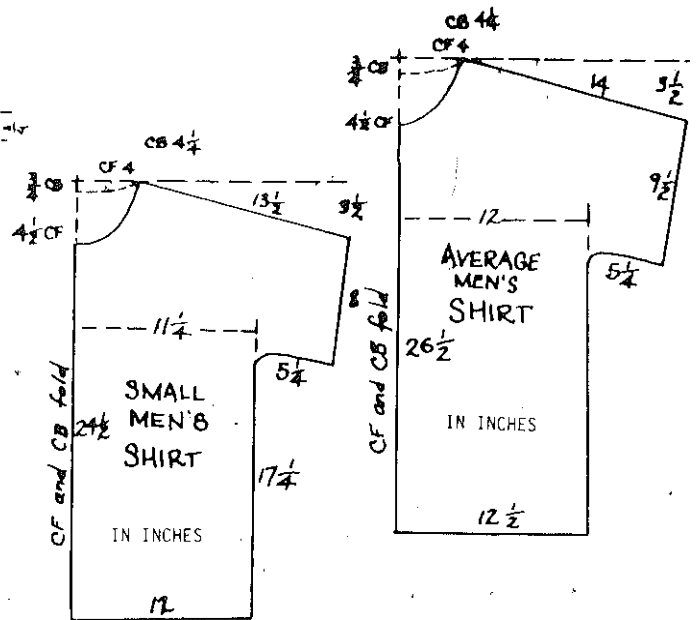 CB 4¼
CF 4
¾ CB
4½ CF
14
3½
9½
12
5¼
AVERAGE
MEN'S
SHIRT
CF and CB fold
26½
IN INCHES
12½
CB 4¼
CF 4
¾ CB
4½ CF
13½
3½
8
11¼
5¼
SMALL
MEN'S
SHIRT
CF and CB fold
24½
17¼
IN INCHES
12